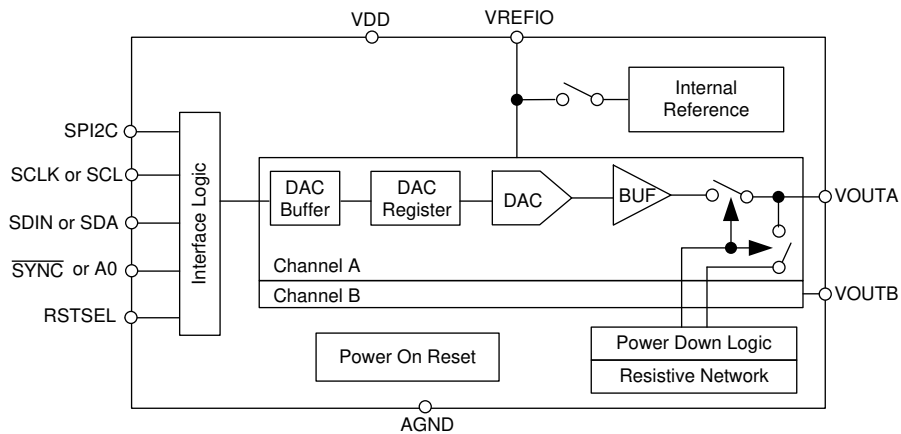 VDD
VREFIO
Internal
Reference
SPI2C
SCLK or SCL
SDIN or SDA
SYNC or A0
RSTSEL
Interface Logic
DAC
Buffer
DAC
Register
DAC
BUF
VOUTA
Channel A
Channel B
VOUTB
Power On Reset
Power Down Logic
Resistive Network
AGND